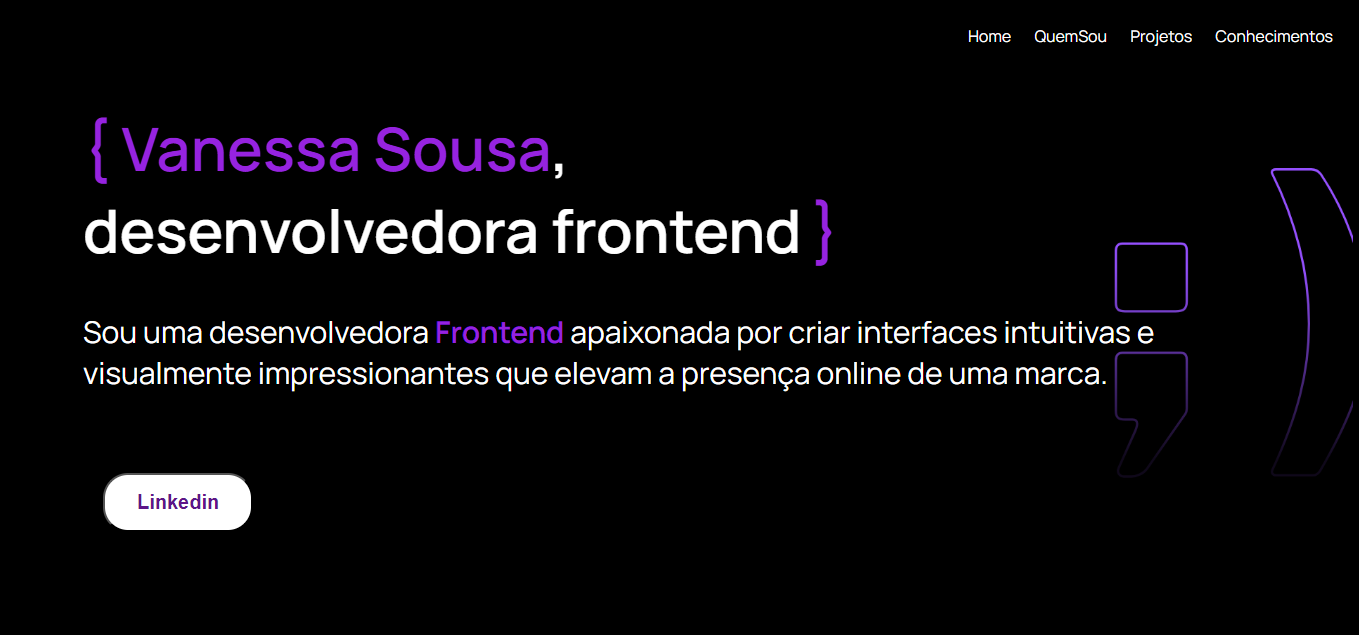 Home QuemSou Projetos Conhecimentos
{ Vanessa Sousa,
desenvolvedora frontend }
Sou uma desenvolvedora Frontend apaixonada por criar interfaces intuitivas e
visualmente impressionantes que elevam a presença online de uma marca.
;)
Linkedin